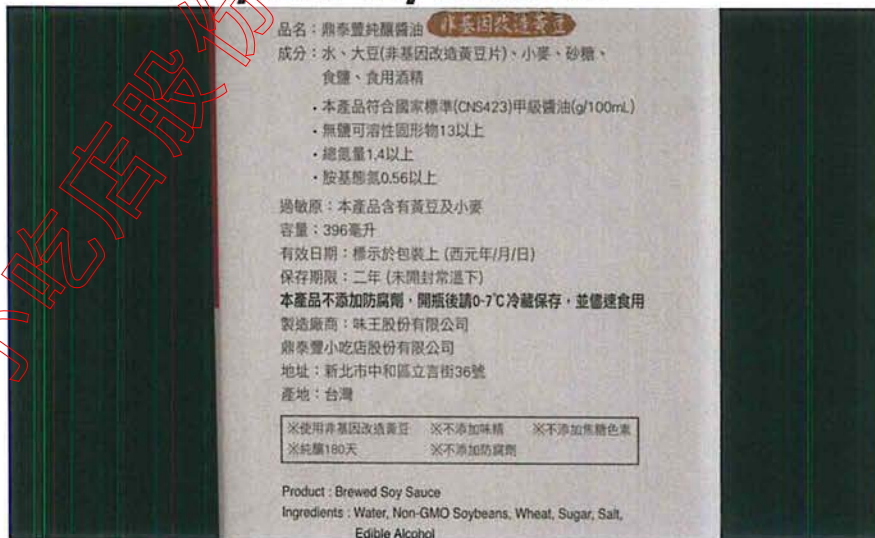 品名：鼎泰豐純釀醬油 非基因改造黃豆
成分：水、大豆(非基因改造黃豆片)、小麥、砂糖、
食鹽、食用酒精
・本產品符合國家標準(CNS423)甲級醬油(g/100mL)
・無鹽可溶性固形物13以上
・總氮量1.4以上
・胺基態氮0.56以上
過敏原：本產品含有黃豆及小麥
容量：396毫升
有效日期：標示於包裝上 (西元年/月/日)
保存期限：二年 (未開封常溫下)
本產品不添加防腐劑，開瓶後請0-7℃冷藏保存，並儘速食用
製造廠商：味王股份有限公司
鼎泰豐小吃店股份有限公司
地址：新北市中和區立言街36號
產地：台灣
※使用非基因改造黃豆 ※不添加味精 ※不添加焦糖色素
※純釀180天 ※不添加防腐劑
Product : Brewed Soy Sauce
Ingredients : Water, Non-GMO Soybeans, Wheat, Sugar, Salt,
Edible Alcohol
小吃店股份